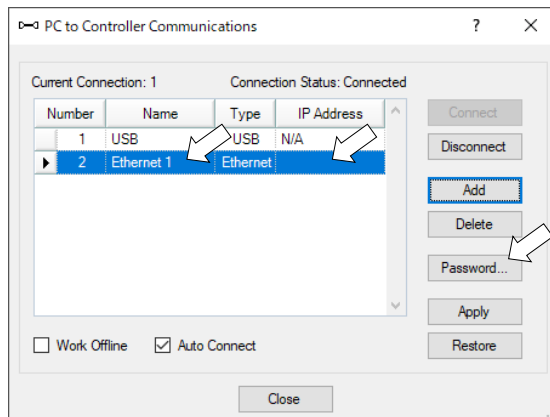 PC to Controller Communications ?
Current Connection: 1 Connection Status: Connected
Number Name Type IP Address
1 USB USB N/A
2 Ethernet 1 Ethernet
Connect
Disconnect
Add
Delete
Password...
Apply
Restore
Work Offline Auto Connect
Close